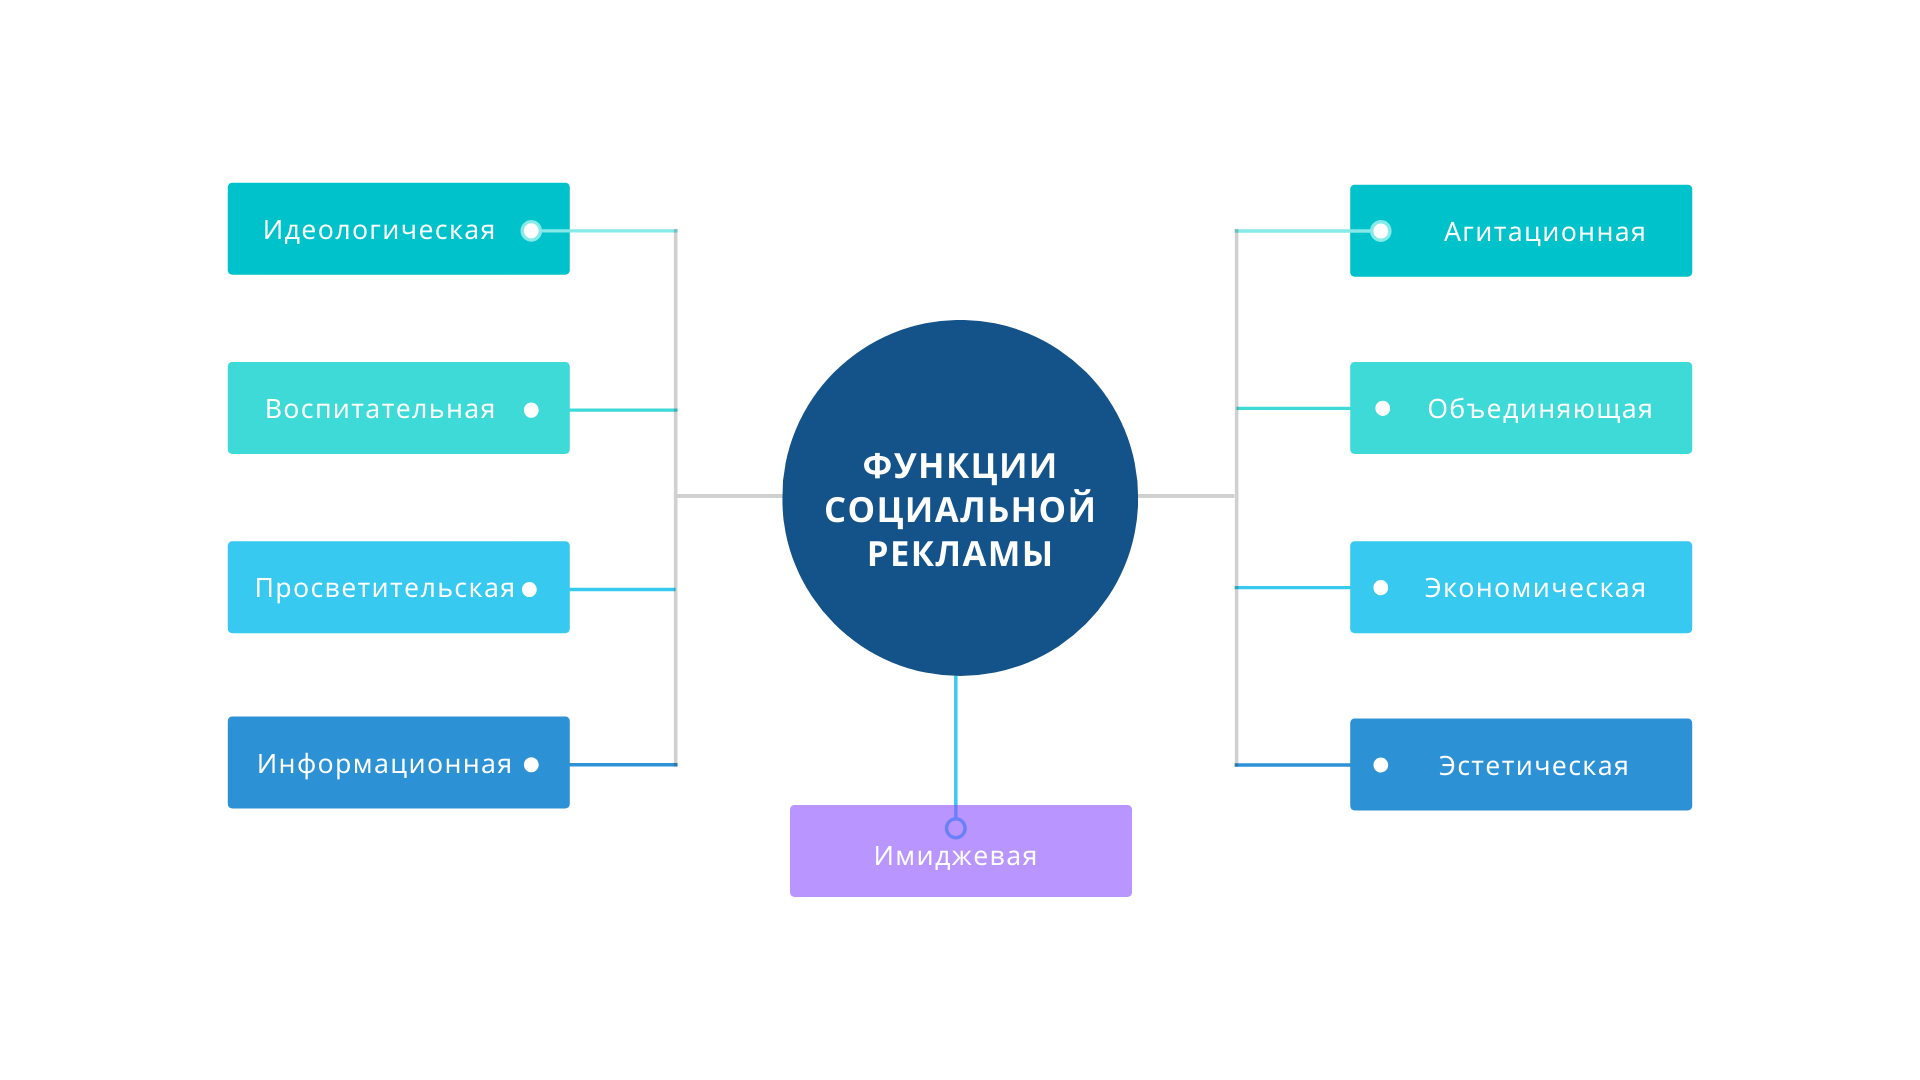 Идеологическая
Воспитательная
Просветительская
Информационная
ФУНКЦИИ
СОЦИАЛЬНОЙ
РЕКЛАМЫ
Имиджевая
Агитационная
Объединяющая
Экономическая
Эстетическая